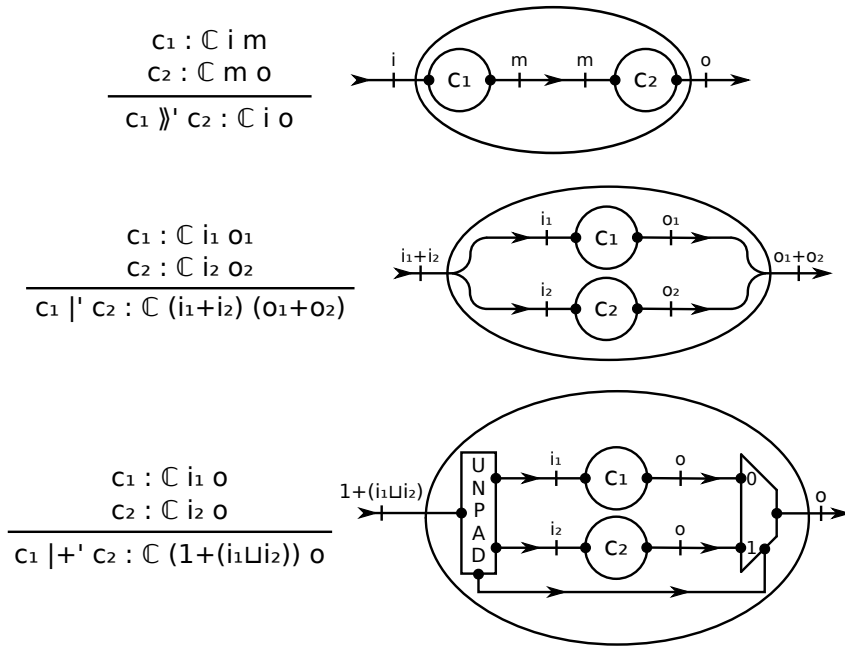 c₁ : ℂ i m
c₂ : ℂ m o
c₁ ⟫' c₂ : ℂ i o
i
c₁
m
m
c₂
o
c₁ : ℂ i₁ o₁
c₂ : ℂ i₂ o₂
c₁ |' c₂ : ℂ (i₁+i₂) (o₁+o₂)
i₁+i₂
i₁
c₁
o₁
i₂
c₂
o₂
o₁+o₂
c₁ : ℂ i₁ o
c₂ : ℂ i₂ o
c₁ |+' c₂ : ℂ (1+(i₁⊔i₂)) o
1+(i₁⊔i₂)
UNPAD
i₁
c₁
o
0
i₂
c₂
o
1
o